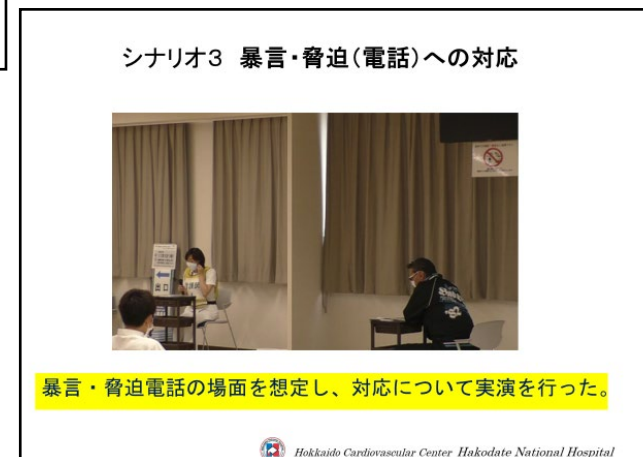 シナリオ3 暴言・脅迫(電話)への対応
出口
暴言・脅迫電話の場面を想定し、対応について実演を行った。
Hokkaido Cardiovascular Center Hakodate National Hospital